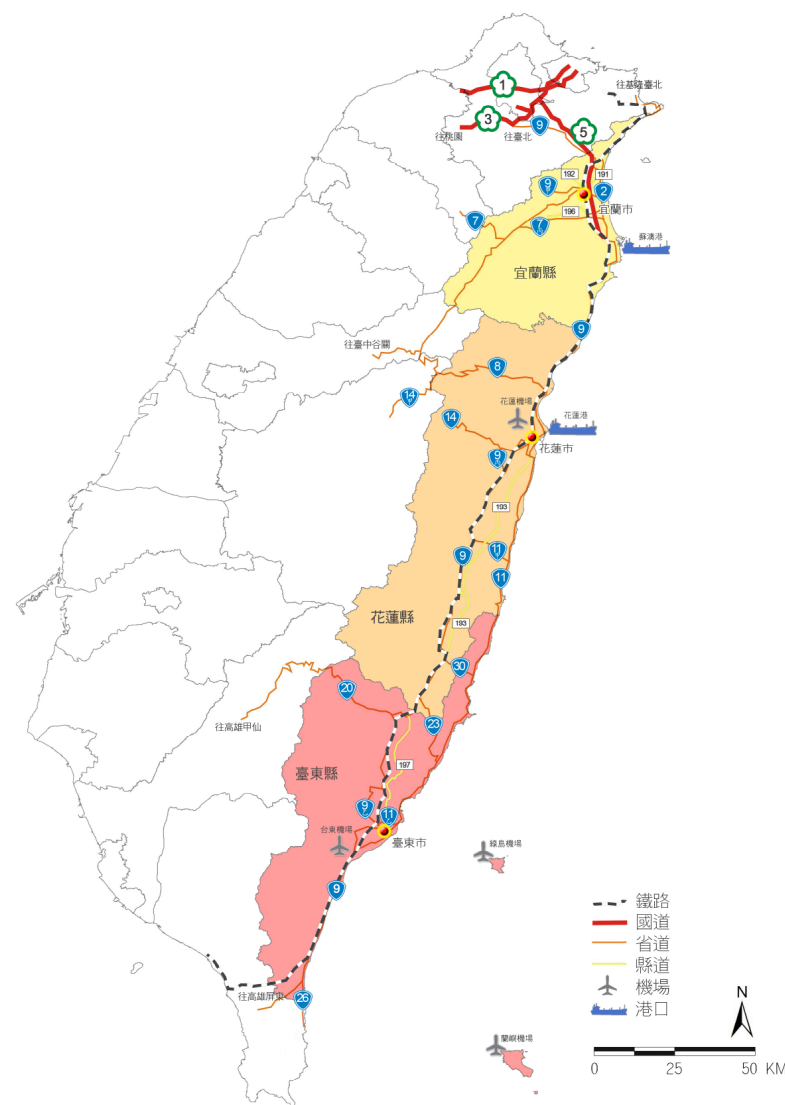 1
往基隆臺北
3
往桃園
往臺北
9
5
192
191
9
2
宜蘭市
7
196
7
蘇澳港
宜蘭縣
9
往臺中谷關
8
14
花蓮機場
14
花蓮港
花蓮市
9
193
11
9
11
花蓮縣
193
30
20
往高雄甲仙
23
197
臺東縣
9
11
台東機場
臺東市
綠島機場
9
鐵路
國道
省道
縣道
機場
港口
往高雄屏東
26
N
蘭嶼機場
0 25 50 KM